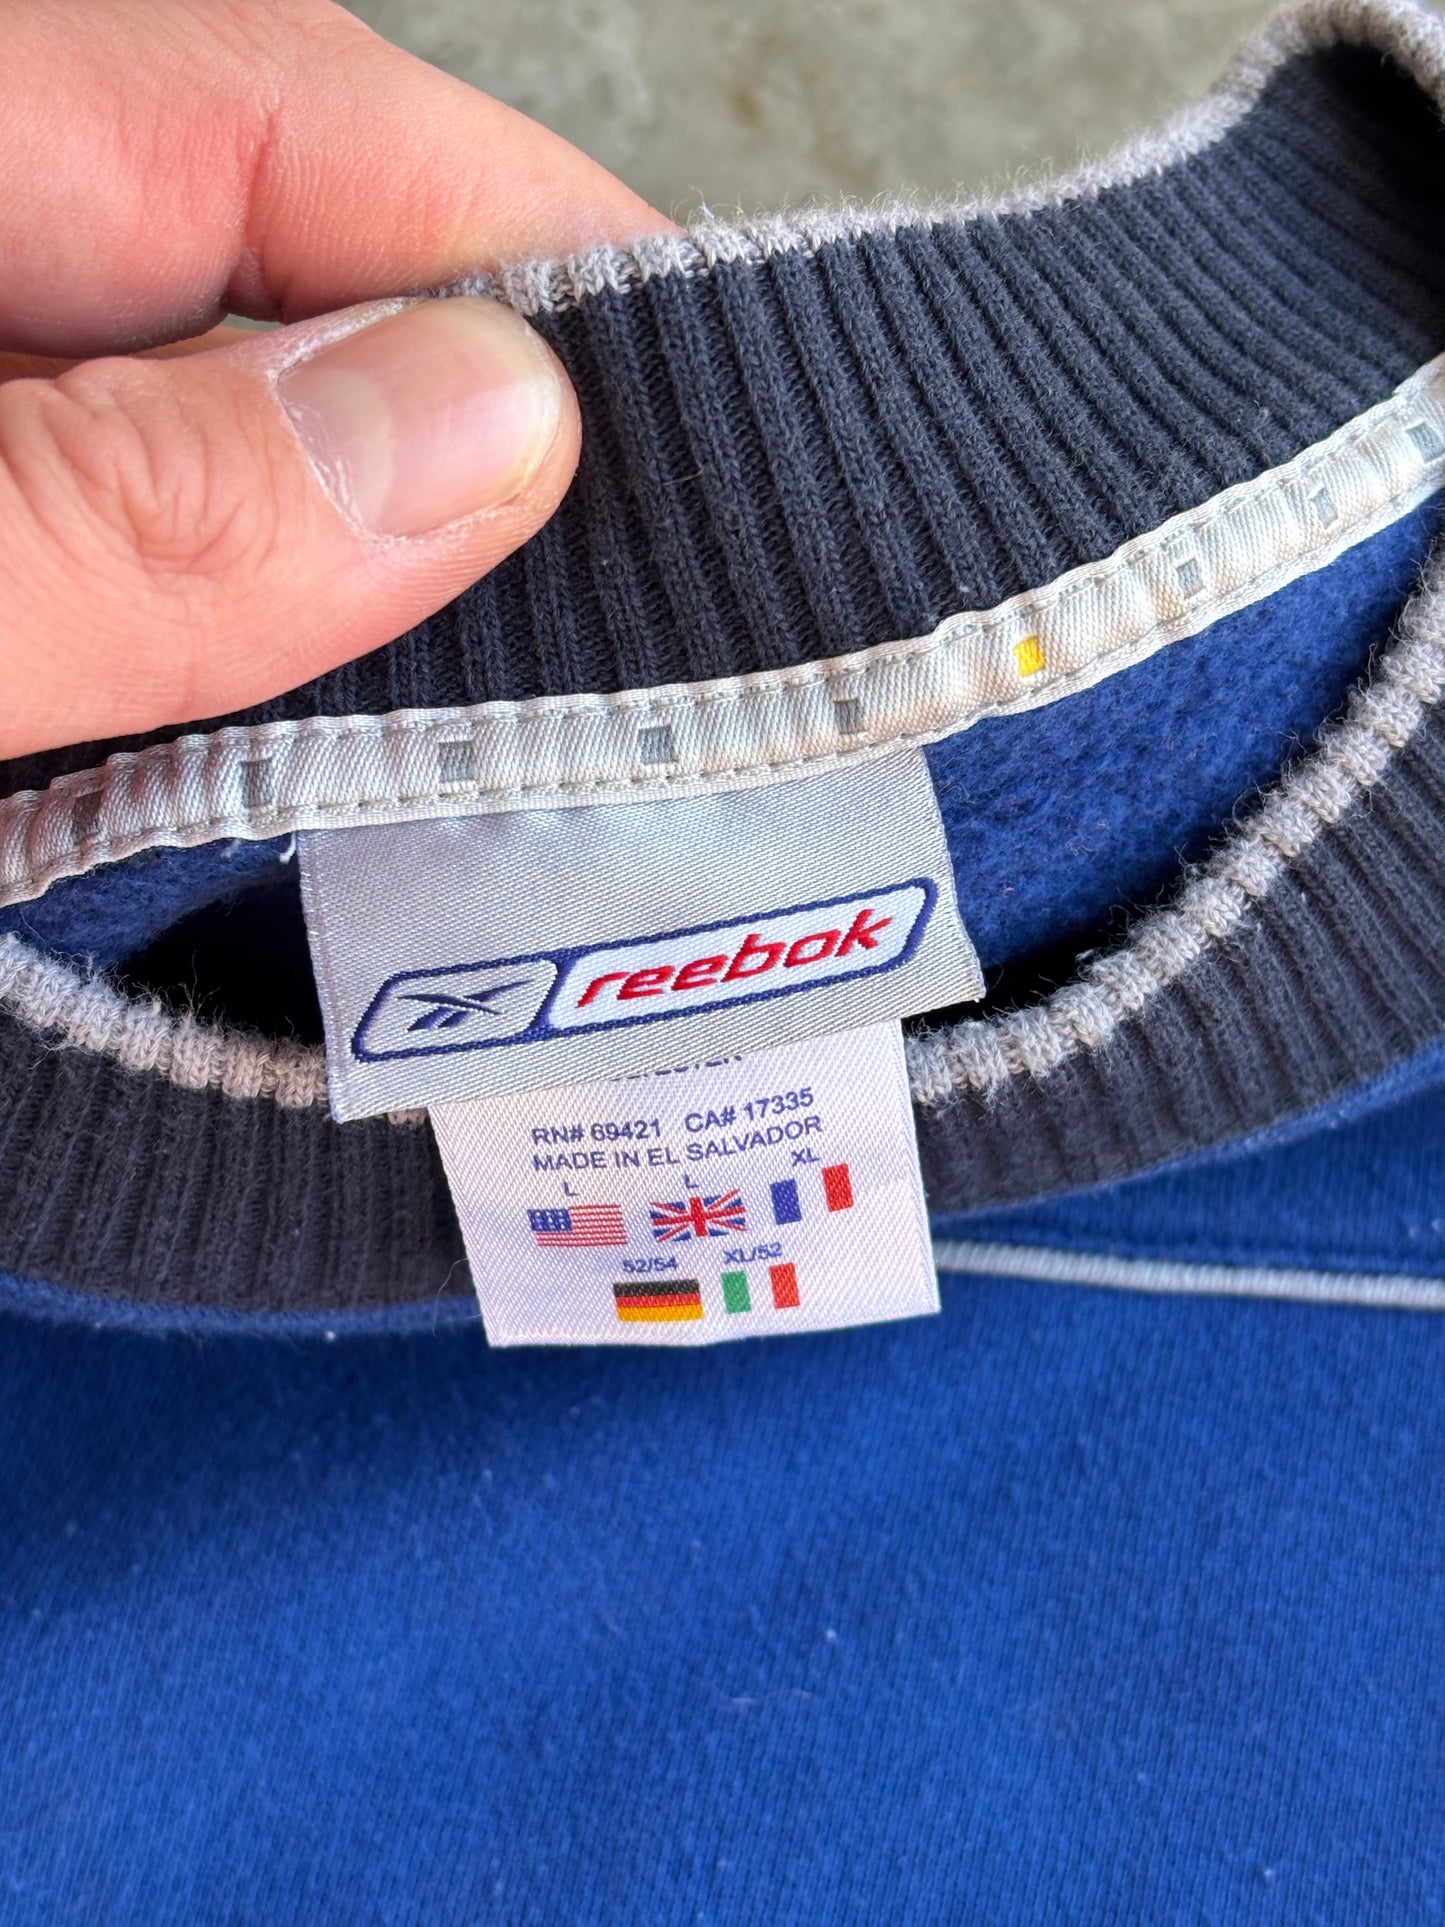 reebok
RN# 69421 CA# 17335
MADE IN EL SALVADOR
L L XL
52/54 XL/52